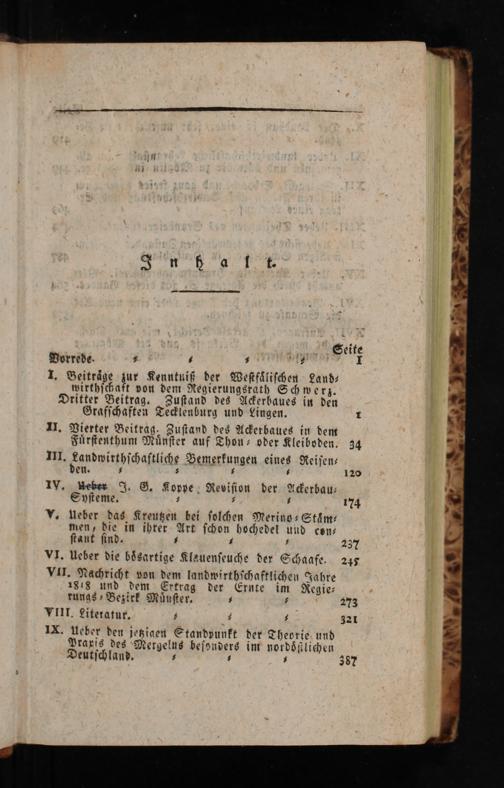 Inhalt.
Seite
Vorrede. ⸗ ⸗ ⸗ ⸗ I
I. Beiträge zur Kenntniß der Westfälischen Land⸗
wirthschaft von dem Regierungsrath Schwerz.
Dritter Beitrag. Zustand des Ackerbaues in den
Grafschaften Tecklenburg und Lingen. 1
II. Vierter Beitrag. Zustand des Ackerbaues in dem
Fürstenthum Münster auf Thon⸗ oder Kleiboden. 34
III. Landwirthschaftliche Bemerkungen eines Reisen⸗
den. ⸗ ⸗ ⸗ ⸗ 120
IV. Ueber J. G. Koppe Revision der Ackerbau⸗
Systeme. ⸗ ⸗ ⸗ 174
V. Ueber das Kreutzen bei solchen Merino⸗Stäm⸗
men, die in ihrer Art schon hochedel und con⸗
stant sind. ⸗ ⸗ ⸗ 237
VI. Ueber die bösartige Klauenseuche der Schaafe. 245
VII. Nachricht von dem landwirthschaftlichen Jahre
1818 und dem Ertrag der Ernte im Regie⸗
rungs⸗Bezirk Münster. ⸗ ⸗ 273
VIII. Literatur. ⸗ ⸗ ⸗ 321
IX. Ueber den jetzigen Standpunkt der Theorie und
Praxis des Mergelns besonders im nordöstlichen
Deutschland. ⸗ ⸗ ⸗ 387